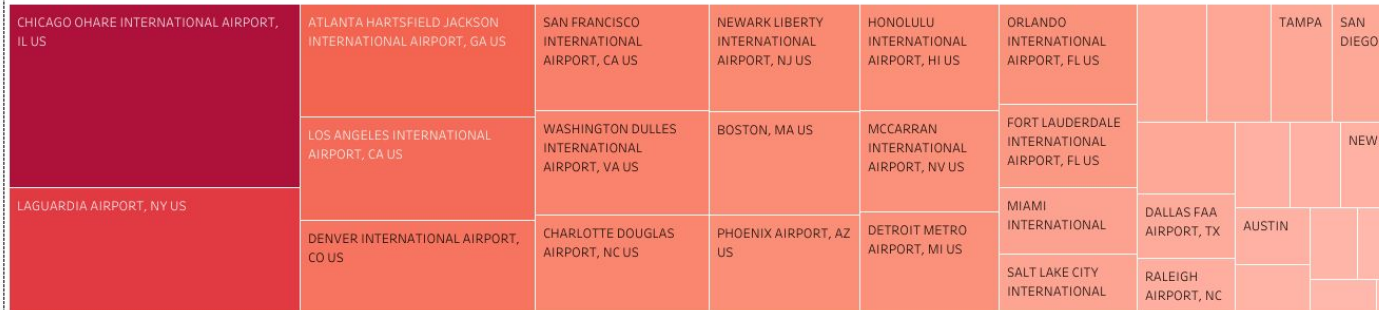 CHICAGO OHARE INTERNATIONAL AIRPORT,
IL US
LAGUARDIA AIRPORT, NY US
ATLANTA HARTSFIELD JACKSON
INTERNATIONAL AIRPORT, GA US
LOS ANGELES INTERNATIONAL
AIRPORT, CA US
DENVER INTERNATIONAL AIRPORT,
CO US
SAN FRANCISCO
INTERNATIONAL
AIRPORT, CA US
WASHINGTON DULLES
INTERNATIONAL
AIRPORT, VA US
CHARLOTTE DOUGLAS
AIRPORT, NC US
NEWARK LIBERTY
INTERNATIONAL
AIRPORT, NJ US
BOSTON, MA US
PHOENIX AIRPORT, AZ
US
HONOLULU
INTERNATIONAL
AIRPORT, HI US
MCCARRAN
INTERNATIONAL
AIRPORT, NV US
DETROIT METRO
AIRPORT, MI US
ORLANDO
INTERNATIONAL
AIRPORT, FL US
FORT LAUDERDALE
INTERNATIONAL
AIRPORT, FL US
MIAMI
INTERNATIONAL
SALT LAKE CITY
INTERNATIONAL
DALLAS FAA
AIRPORT, TX
RALEIGH
AIRPORT, NC
TAMPA
SAN
DIEGO
NEW
AUSTIN